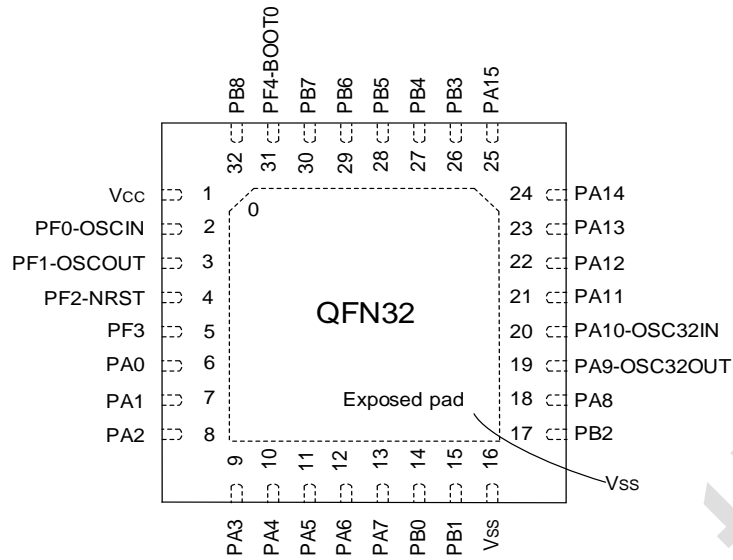 PB8
PF4-BOOT0
PB7
PB6
PB5
PB4
PB3
PA15
32
31
30
29
28
27
26
25
VCC 1
PF0-OSCIN 2
PF1-OSCOUT 3
PF2-NRST 4
PF3 5
PA0 6
PA1 7
PA2 8
0
QFN32
Exposed pad
24 PA14
23 PA13
22 PA12
21 PA11
20 PA10-OSC32IN
19 PA9-OSC32OUT
18 PA8
17 PB2
Vss
9
10
11
12
13
14
15
16
PA3
PA4
PA5
PA6
PA7
PB0
PB1
Vss